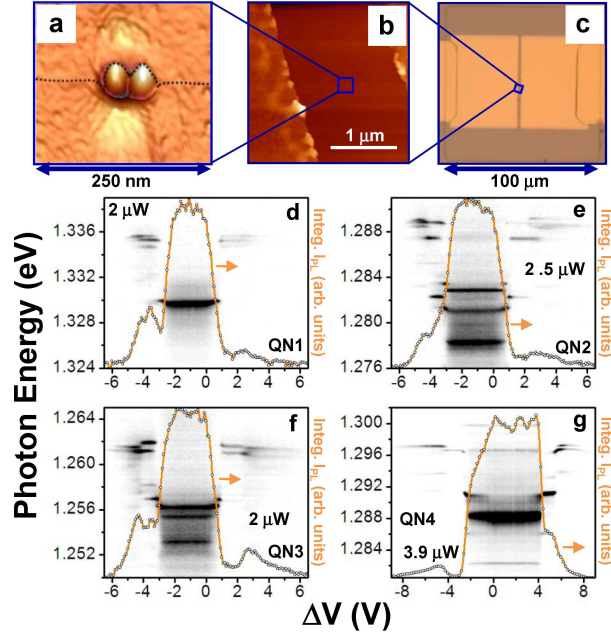 a
b
c
1 μm
250 nm
100 μm
Photon Energy (eV)
2 μW
d
1.336
1.332
1.328
1.324
QN1
-6 -4 -2 0 2 4 6
Integ. I_PL (arb. units)
e
1.288
1.284
1.280
1.276
2 .5 μW
QN2
-6 -4 -2 0 2 4 6
Integ. I_PL (arb. units)
f
1.264
1.260
1.256
1.252
2 μW
QN3
-6 -4 -2 0 2 4 6
Integ. I_PL (arb. units)
g
1.300
1.296
1.292
1.288
1.284
QN4
3.9 μW
-8 -4 0 4 8
Integ. I_PL (arb. units)
ΔV (V)